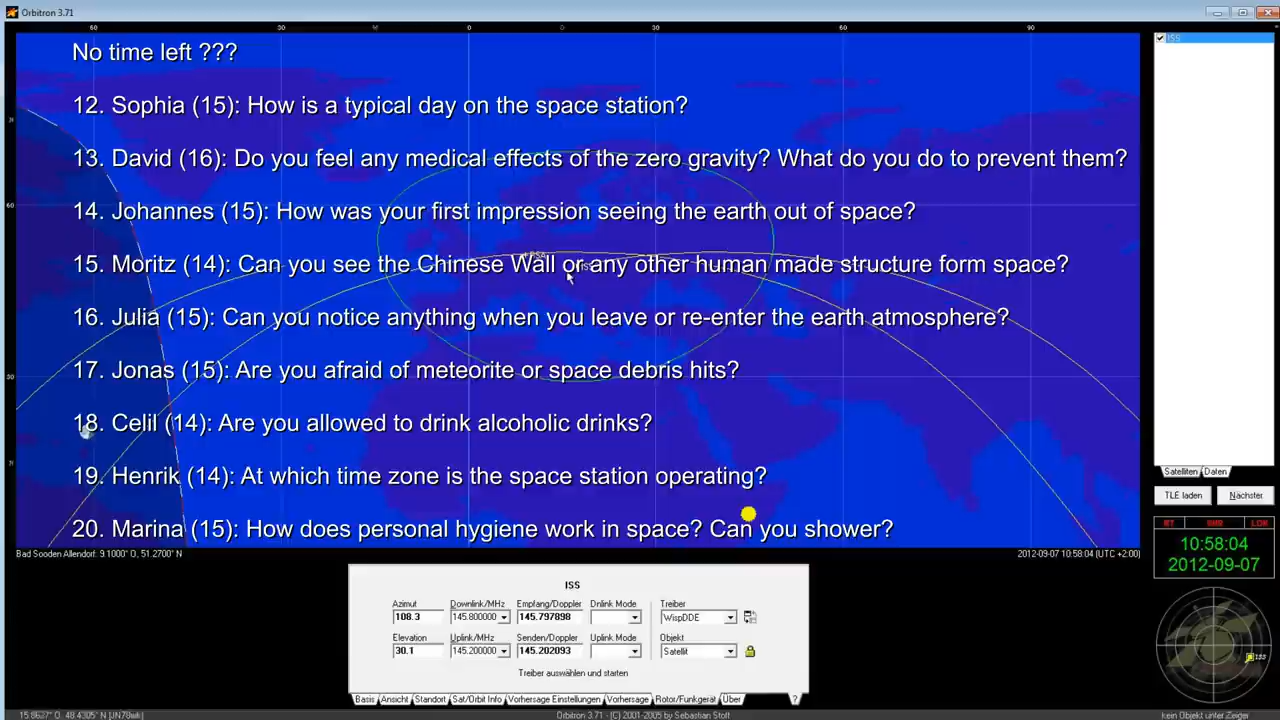 Orbitron 3.71
60 30 0 30 60 90
No time left ???
12. Sophia (15): How is a typical day on the space station?
13. David (16): Do you feel any medical effects of the zero gravity? What do you do to prevent them?
14. Johannes (15): How was your first impression seeing the earth out of space?
15. Moritz (14): Can you see the Chinese Wall or any other human made structure form space?
16. Julia (15): Can you notice anything when you leave or re-enter the earth atmosphere?
17. Jonas (15): Are you afraid of meteorite or space debris hits?
18. Celil (14): Are you allowed to drink alcoholic drinks?
19. Henrik (14): At which time zone is the space station operating?
20. Marina (15): How does personal hygiene work in space? Can you shower?
ISS
Satelliten Daten
TLE laden Nächster
10:58:04
2012-09-07
Bad Sooden Allendorf: 9.1000° O, 51.2700° N
2012-09-07 10:58:04 (UTC +2:00)
ISS
Azimut Downlink/MHz Empfang/Doppler Dnlink Mode Treiber
108.3 145.800000 145.797898 WispDDE
Elevation Uplink/MHz Senden/Doppler Uplink Mode Objekt
30.1 145.200000 145.202093 Satellit
Treiber auswählen und starten
Basis Ansicht Standort Sat/Orbit Info Vorhersage Einstellungen Vorhersage Rotor/Funkgerät Über ?
ISS
Orbitron 3.71 - (C) 2001-2005 by Sebastian Stoff
kein Objekt unter Zeiger